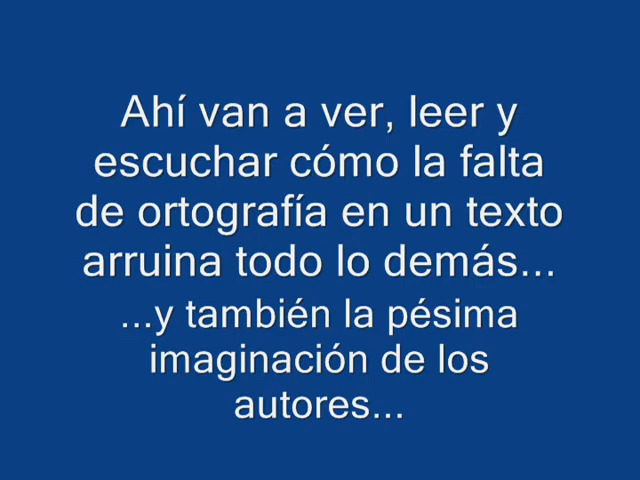 Ahí van a ver, leer y
escuchar cómo la falta
de ortografía en un texto
arruina todo lo demás...
...y también la pésima
imaginación de los
autores...